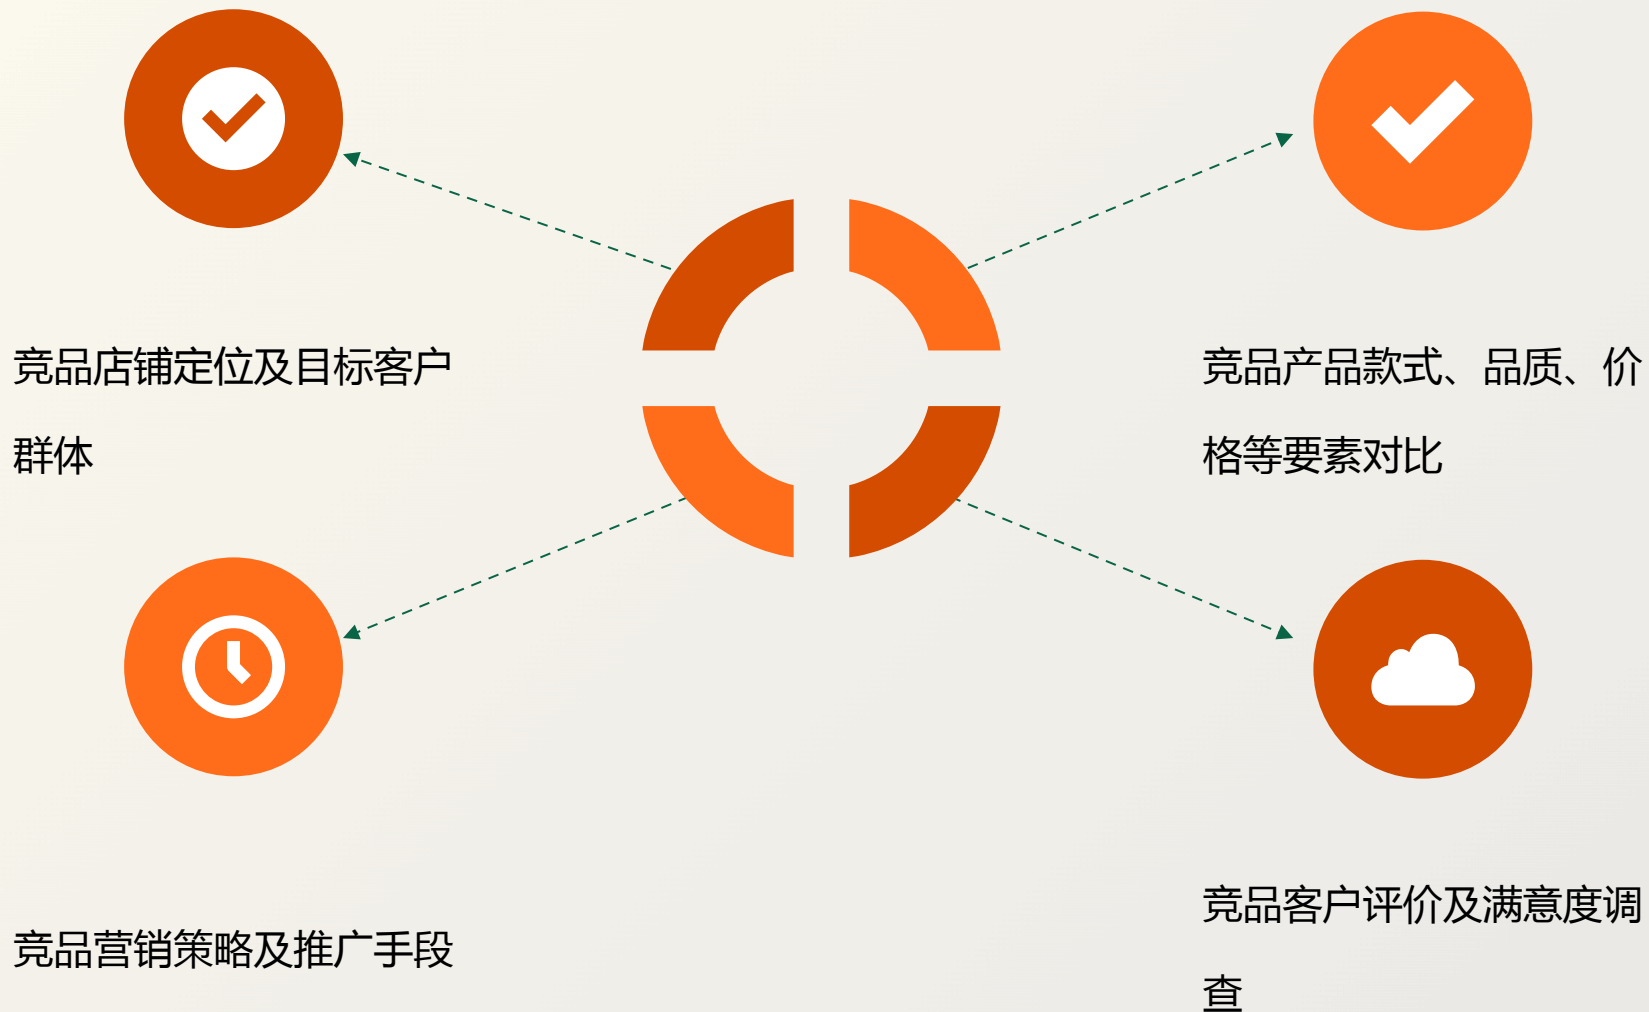 竞品店铺定位及目标客户
群体
竞品产品款式、品质、价
格等要素对比
竞品营销策略及推广手段
竞品客户评价及满意度调
查